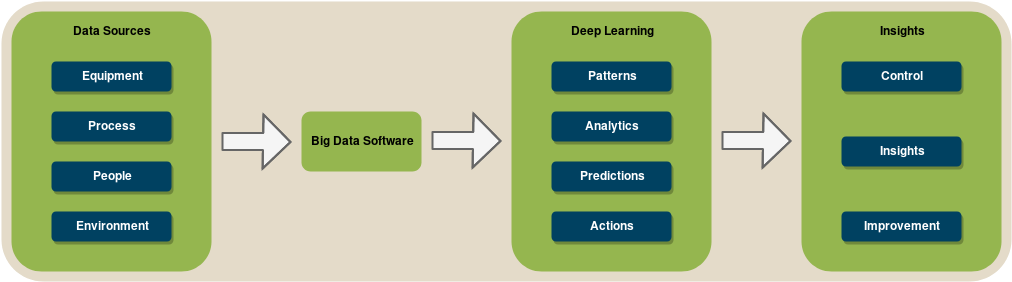 Data Sources
Equipment
Process
People
Environment
Big Data Software
Deep Learning
Patterns
Analytics
Predictions
Actions
Insights
Control
Insights
Improvement